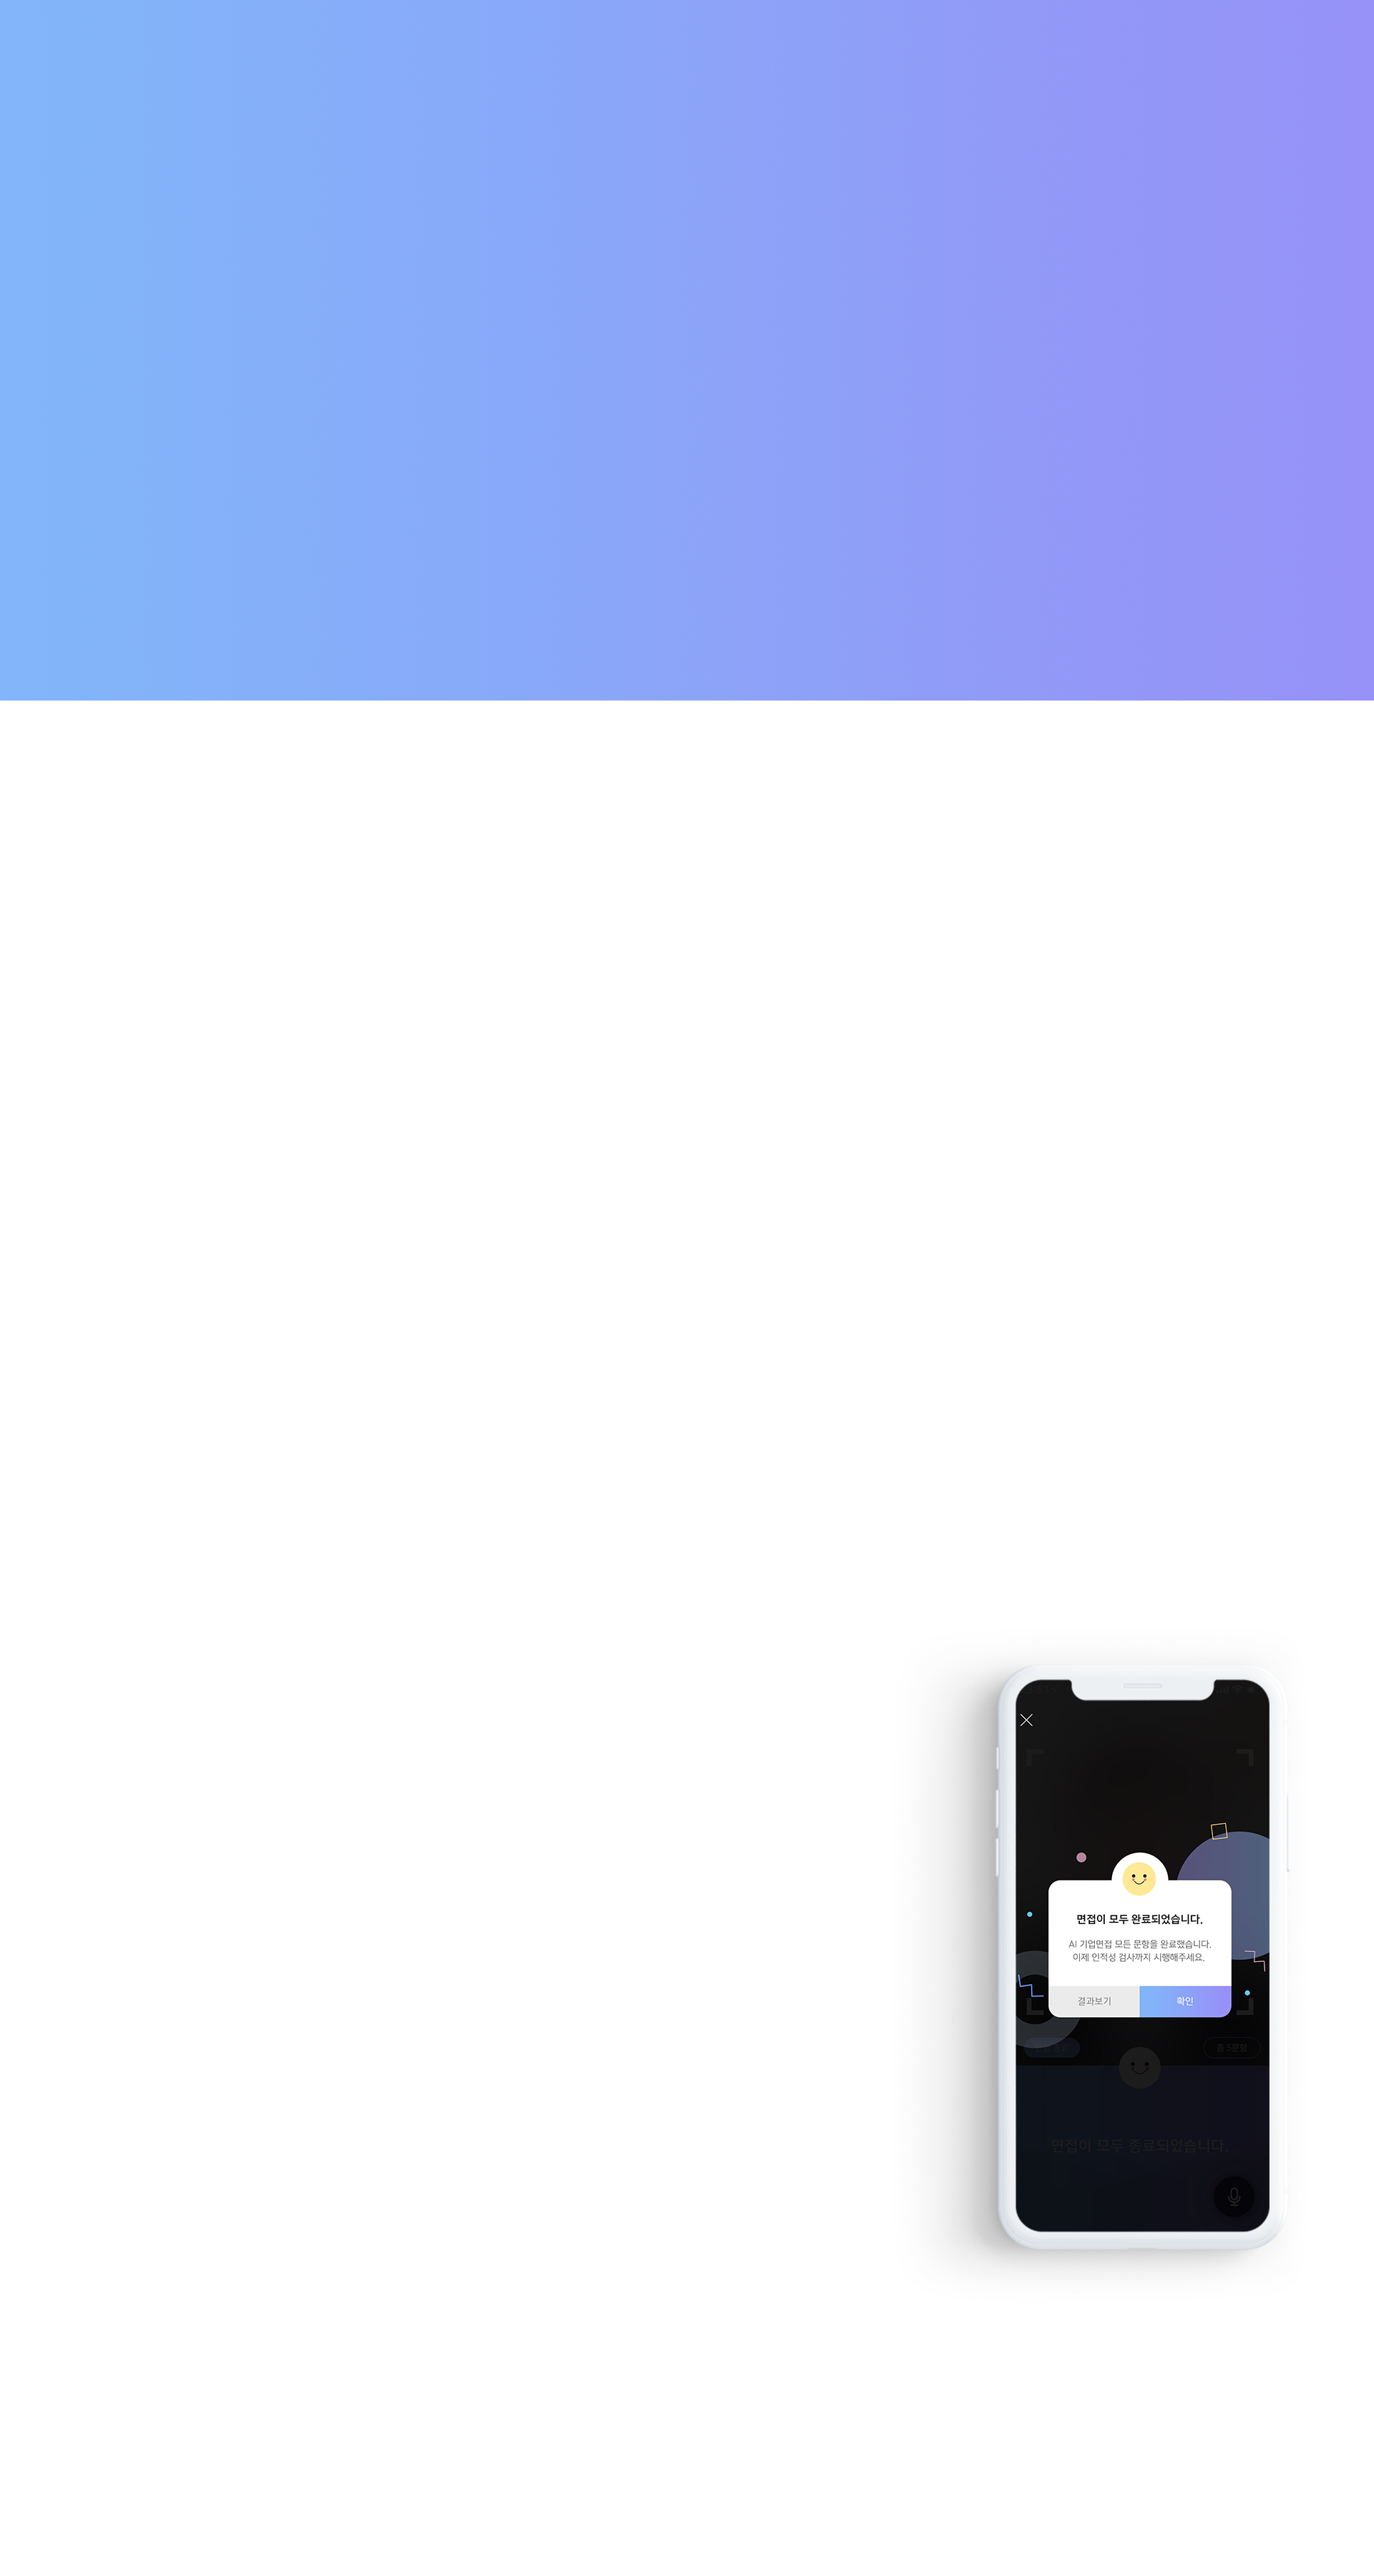 면접이 모두 완료되었습니다.
AI 기업면접 모든 문항을 완료했습니다.
이제 인적성 검사까지 시행해주세요.
결과보기
확인
총 5문항
면접이 모두 종료되었습니다.